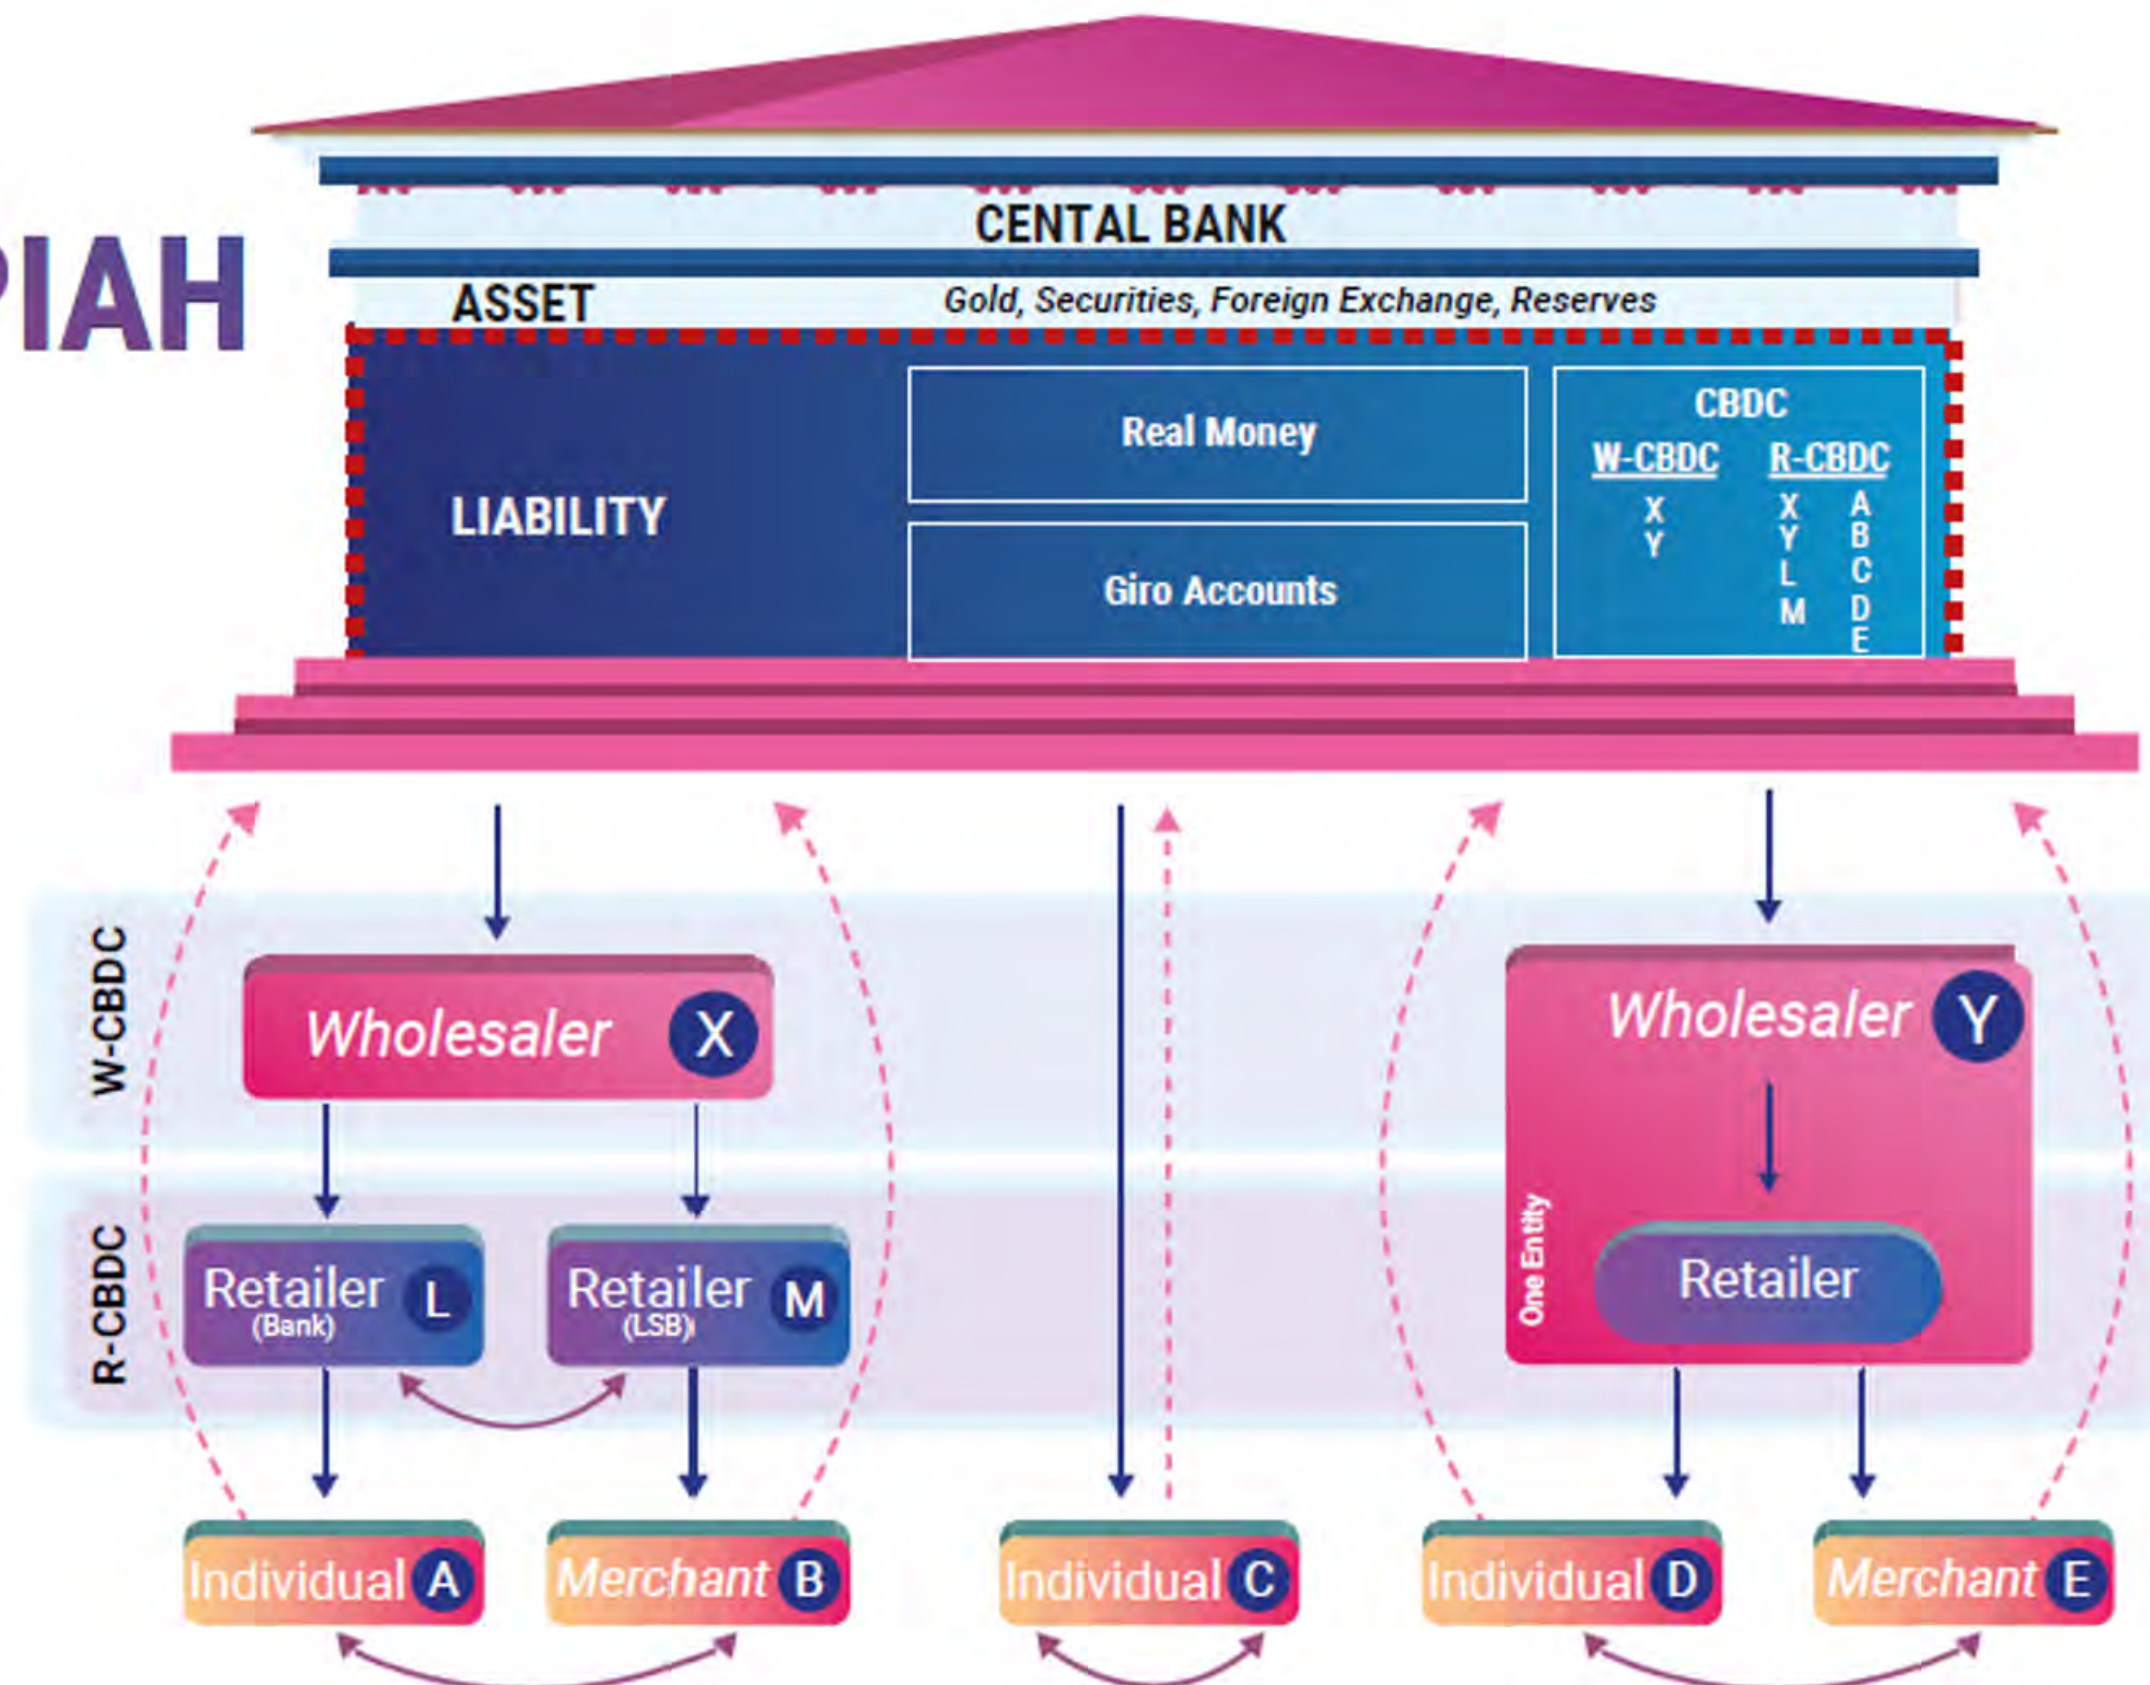 PIAH
CENTAL BANK
ASSET
Gold, Securities, Foreign Exchange, Reserves
LIABILITY
Real Money
Giro Accounts
CBDC
W-CBDC R-CBDC
X X A
Y Y B
L C
M D
E
W-CBDC
Wholesaler X
Wholesaler Y
One Entity
R-CBDC
Retailer L
(Bank)
Retailer M
(LSB)
Retailer
Individual A
Merchant B
Individual C
Individual D
Merchant E